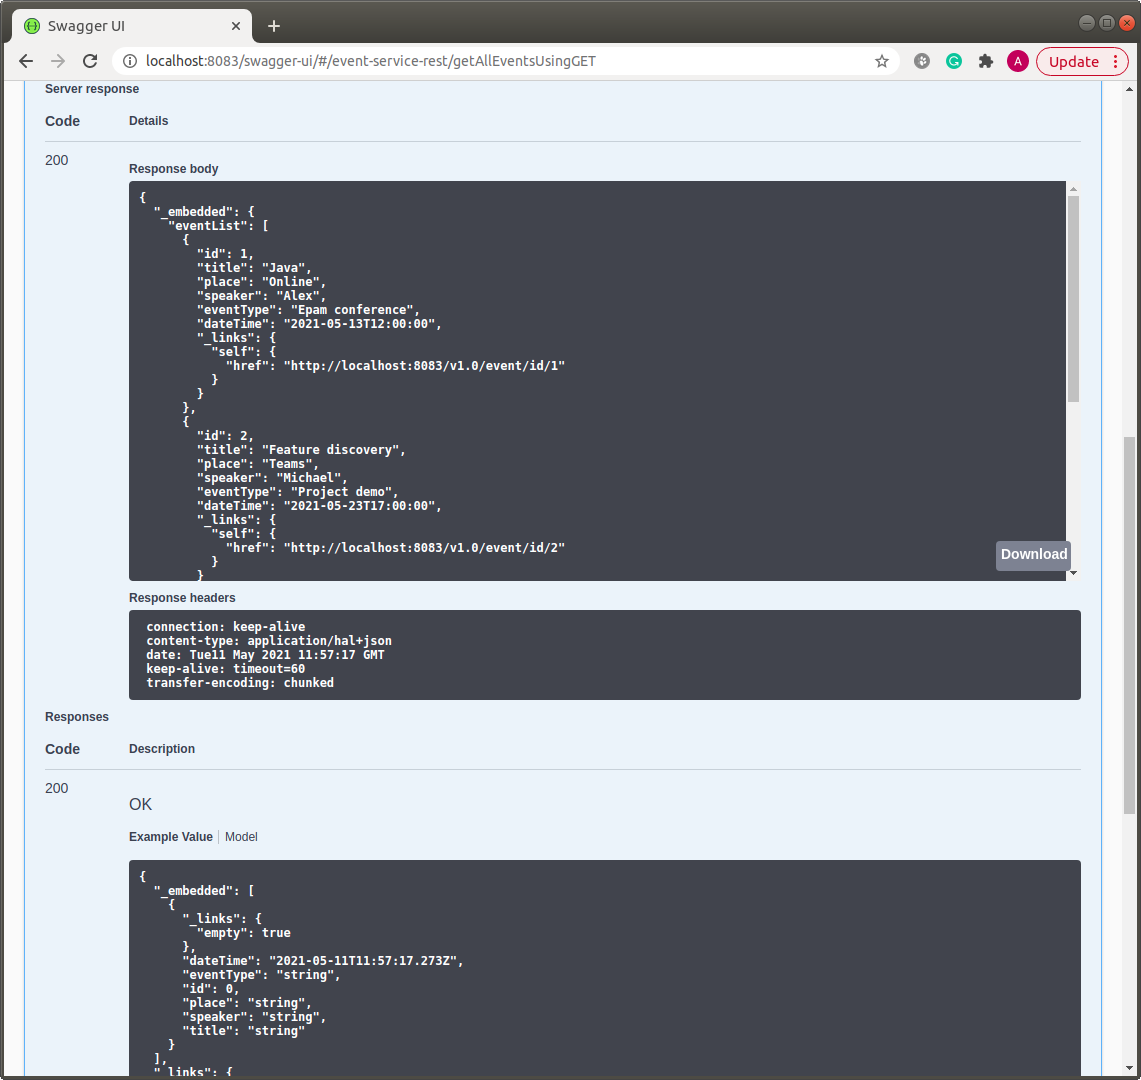 Swagger UI
localhost:8083/swagger-ui/#/event-service-rest/getAllEventsUsingGET
A
Update
Server response
Code Details
200
Response body
{
  "_embedded": {
    "eventList": [
      {
        "id": 1,
        "title": "Java",
        "place": "Online",
        "speaker": "Alex",
        "eventType": "Epam conference",
        "dateTime": "2021-05-13T12:00:00",
        "_links": {
          "self": {
            "href": "http://localhost:8083/v1.0/event/id/1"
          }
        }
      },
      {
        "id": 2,
        "title": "Feature discovery",
        "place": "Teams",
        "speaker": "Michael",
        "eventType": "Project demo",
        "dateTime": "2021-05-23T17:00:00",
        "_links": {
          "self": {
            "href": "http://localhost:8083/v1.0/event/id/2"
          }
        }
Download
Response headers
connection: keep-alive
content-type: application/hal+json
date: Tue11 May 2021 11:57:17 GMT
keep-alive: timeout=60
transfer-encoding: chunked
Responses
Code Description
200
OK
Example Value Model
{
  "_embedded": [
    {
      "_links": {
        "empty": true
      },
      "dateTime": "2021-05-11T11:57:17.273Z",
      "eventType": "string",
      "id": 0,
      "place": "string",
      "speaker": "string",
      "title": "string"
    }
  ],
  "_links": {